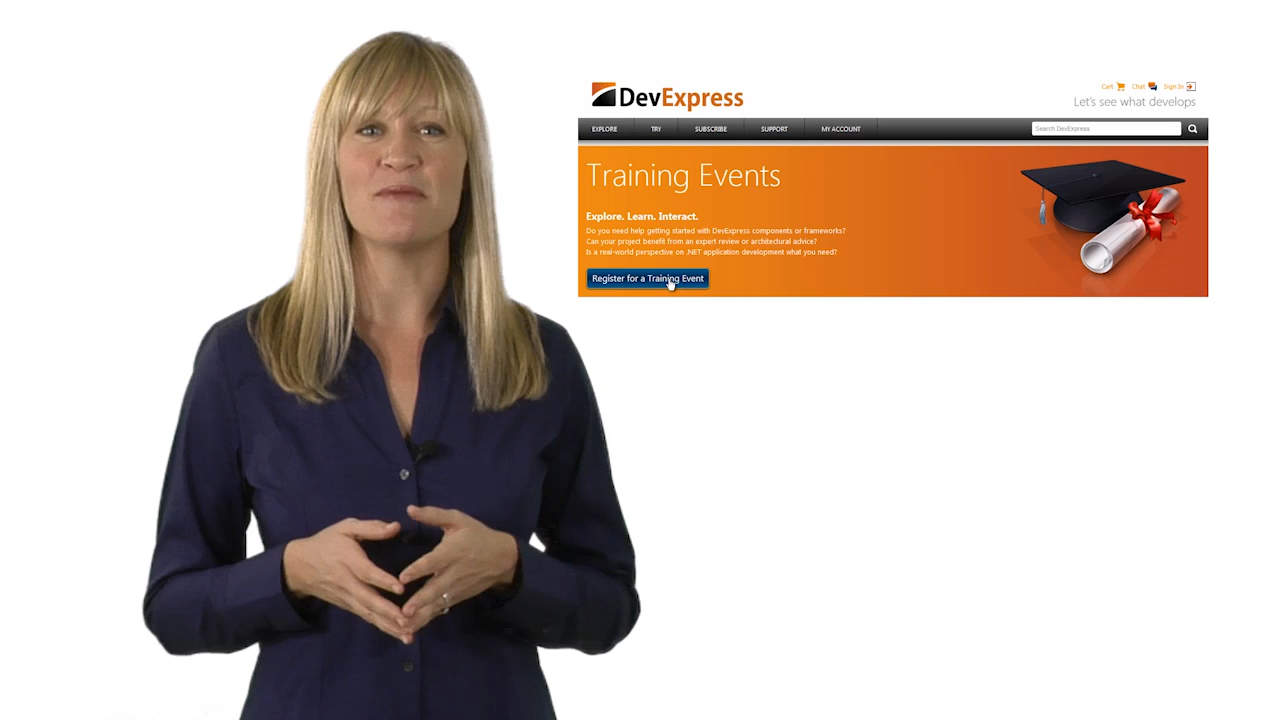 DevExpress
Cart Chat Sign In
Let's see what develops
EXPLORE TRY SUBSCRIBE SUPPORT MY ACCOUNT
Search DevExpress
Training Events
Explore. Learn. Interact.
Do you need help getting started with DevExpress components or frameworks?
Can your project benefit from an expert review or architectural advice?
Is a real-world perspective on .NET application development what you need?
Register for a Training Event